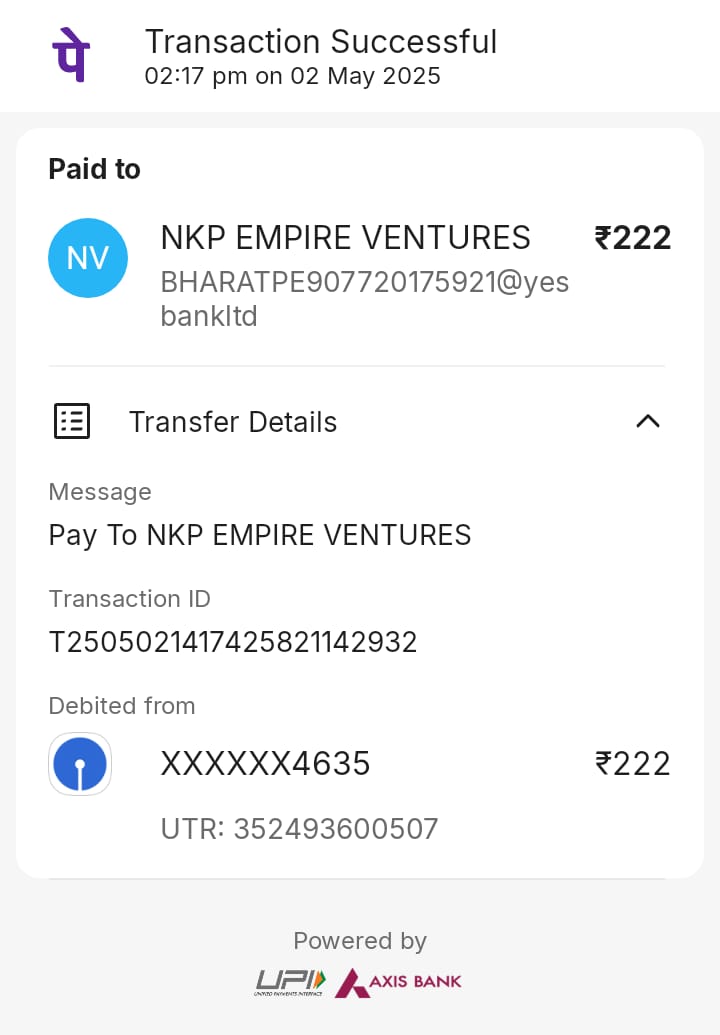 पे
Transaction Successful
02:17 pm on 02 May 2025
Paid to
NV
NKP EMPIRE VENTURES ₹222
BHARATPE907720175921@yes
bankltd
Transfer Details
Message
Pay To NKP EMPIRE VENTURES
Transaction ID
T2505021417425821142932
Debited from
XXXXXX4635 ₹222
UTR: 352493600507
Powered by
UPI AXIS BANK
UNIFIED PAYMENTS INTERFACE